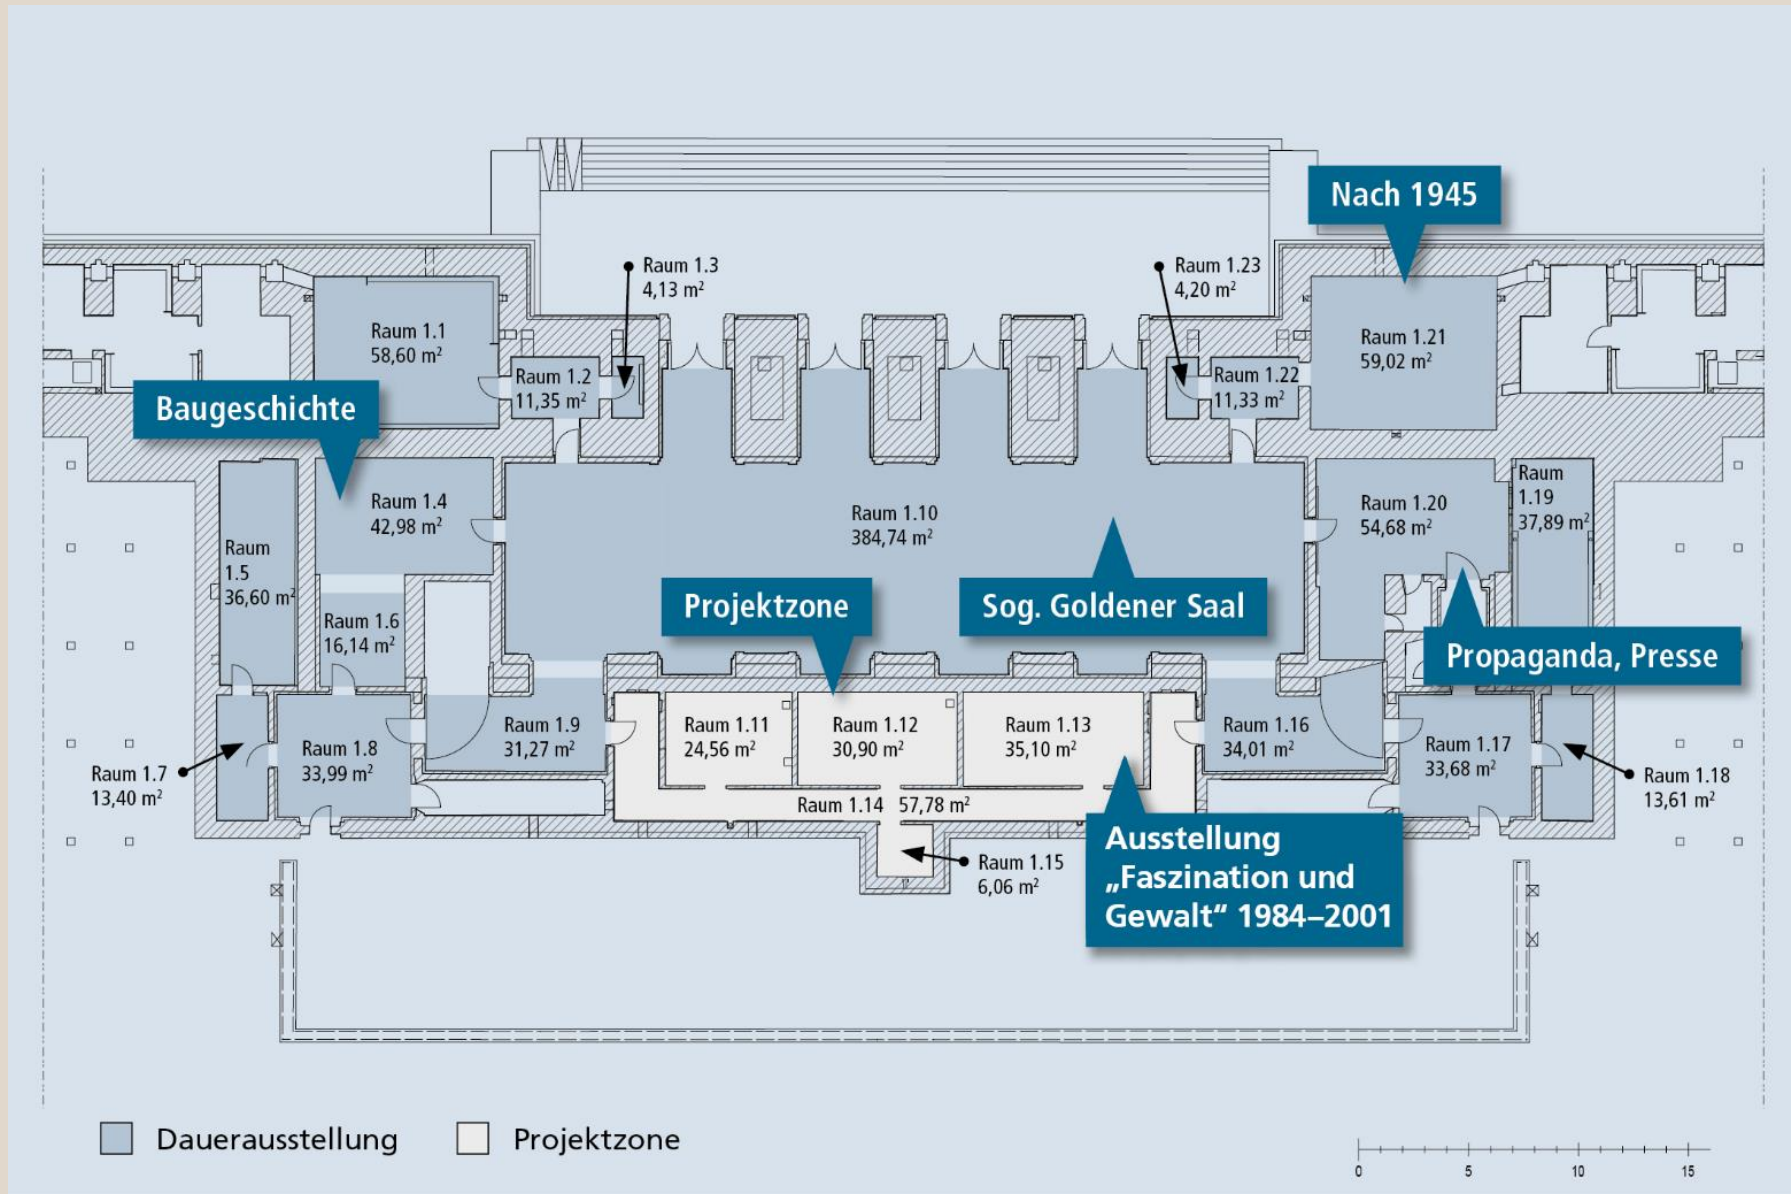 Nach 1945
Raum 1.3
4,13 m²
Raum 1.23
4,20 m²
Raum 1.1
58,60 m²
Raum 1.21
59,02 m²
Raum 1.2
11,35 m²
Raum 1.22
11,33 m²
Baugeschichte
Raum 1.4
42,98 m²
Raum 1.10
384,74 m²
Raum 1.20
54,68 m²
Raum
1.19
37,89 m²
Raum
1.5
36,60 m²
Projektzone
Sog. Goldener Saal
Raum 1.6
16,14 m²
Propaganda, Presse
Raum 1.9
31,27 m²
Raum 1.11
24,56 m²
Raum 1.12
30,90 m²
Raum 1.13
35,10 m²
Raum 1.16
34,01 m²
Raum 1.8
33,99 m²
Raum 1.17
33,68 m²
Raum 1.7
13,40 m²
Raum 1.18
13,61 m²
Raum 1.14 57,78 m²
Raum 1.15
6,06 m²
Ausstellung
„Faszination und
Gewalt“ 1984–2001
Dauerausstellung
Projektzone
0 5 10 15